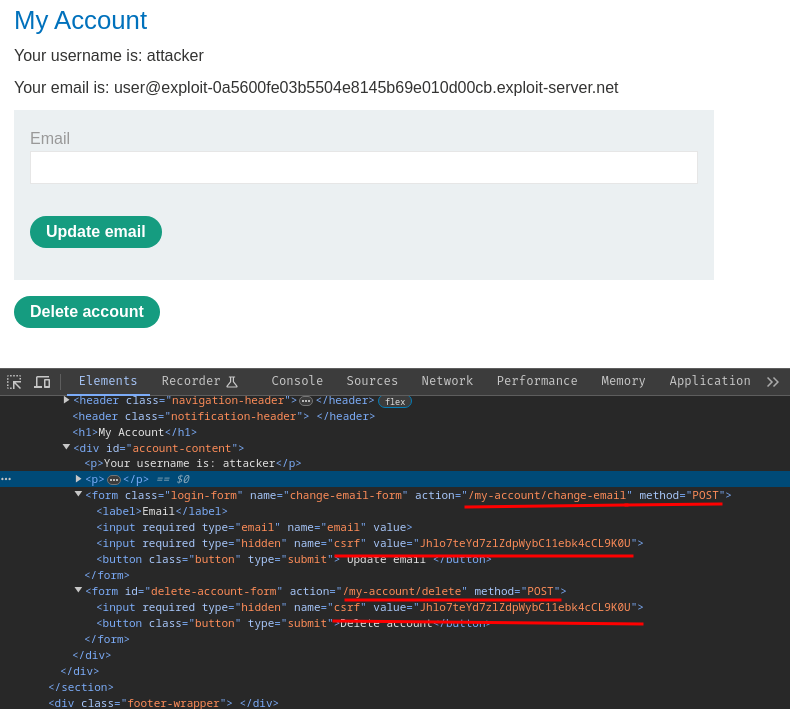 My Account
Your username is: attacker
Your email is: user@exploit-0a5600fe03b5504e8145b69e010d00cb.exploit-server.net
Email
Update email
Delete account
Elements Recorder Console Sources Network Performance Memory Application
<header class="navigation-header"> </header> flex
<header class="notification-header"> </header>
<h1>My Account</h1>
<div id="account-content">
<p>Your username is: attacker</p>
<p> </p> == $0
<form class="login-form" name="change-email-form" action="/my-account/change-email" method="POST">
<label>Email</label>
<input required type="email" name="email" value>
<input required type="hidden" name="csrf" value="Jhlo7teYd7zlZdpWybC11ebk4cCL9K0U">
<button class="button" type="submit"> Update email </button>
</form>
<form id="delete-account-form" action="/my-account/delete" method="POST">
<input required type="hidden" name="csrf" value="Jhlo7teYd7zlZdpWybC11ebk4cCL9K0U">
<button class="button" type="submit">Delete account</button>
</form>
</div>
</div>
</section>
<div class="footer-wrapper"> </div>